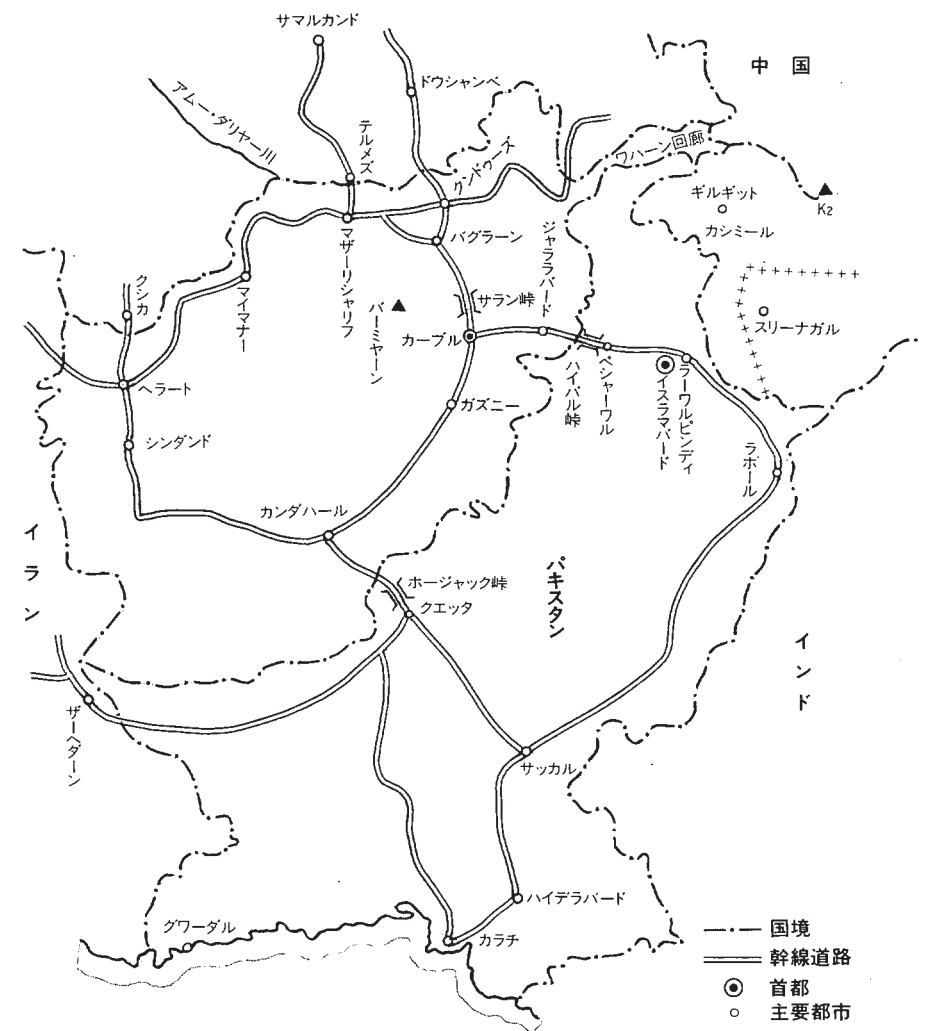 サマルカンド
中国
ドウシャンベ
アム－・ダリヤー川
テルメズ
クンドゥーズ
ワハーン回廊
ギルギット
K2
カシミール
バグラーン
ジャララバード
マザーリシャリフ
クシカ
マイマナー
バーミヤーン
サラン峠
スリーナガル
カーブル
ペシャーワル
ハイバル峠
イスラマバード
ラーワルピンディ
ヘラート
ガズニー
シンダンド
ラホール
カンダハール
イラン
パキスタン
ホージャック峠
クエッタ
インド
ザーヘダーン
サッカル
ハイデラバード
グワーダル
カラチ
国境
幹線道路
首都
主要都市